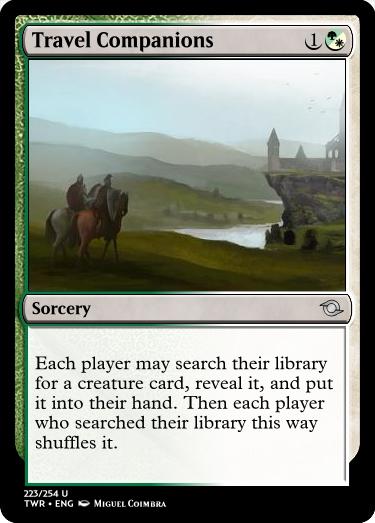 Travel Companions 1
Sorcery
Each player may search their library
for a creature card, reveal it, and put
it into their hand. Then each player
who searched their library this way
shuffles it.
223/254 U
TWR • ENG Miguel Coimbra